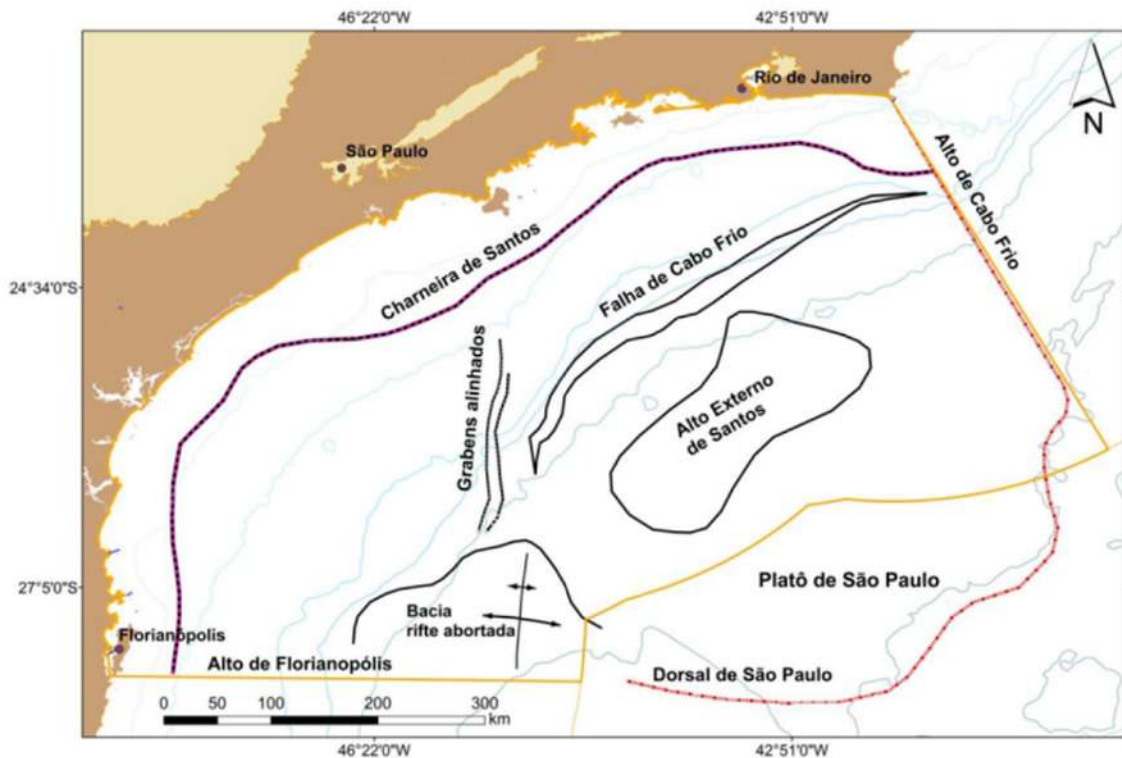 46°22'0"W
42°51'0"W
Rio de Janeiro
N
São Paulo
Alto de Cabo Frio
Charneira de Santos
Falha de Cabo Frio
24°34'0"S
Grabens alinhados
Alto Externo
de Santos
27°5'0"S
Platô de São Paulo
Bacia
rifte abortada
Florianópolis
Alto de Florianopólis
Dorsal de São Paulo
0 50 100 200 300
km
46°22'0"W
42°51'0"W